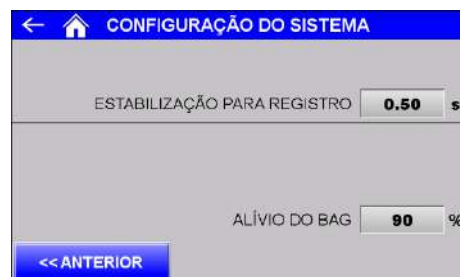 CONFIGURAÇÃO DO SISTEMA
ESTABILIZAÇÃO PARA REGISTRO 0.50 s
ALÍVIO DO BAG 90 %
<<ANTERIOR